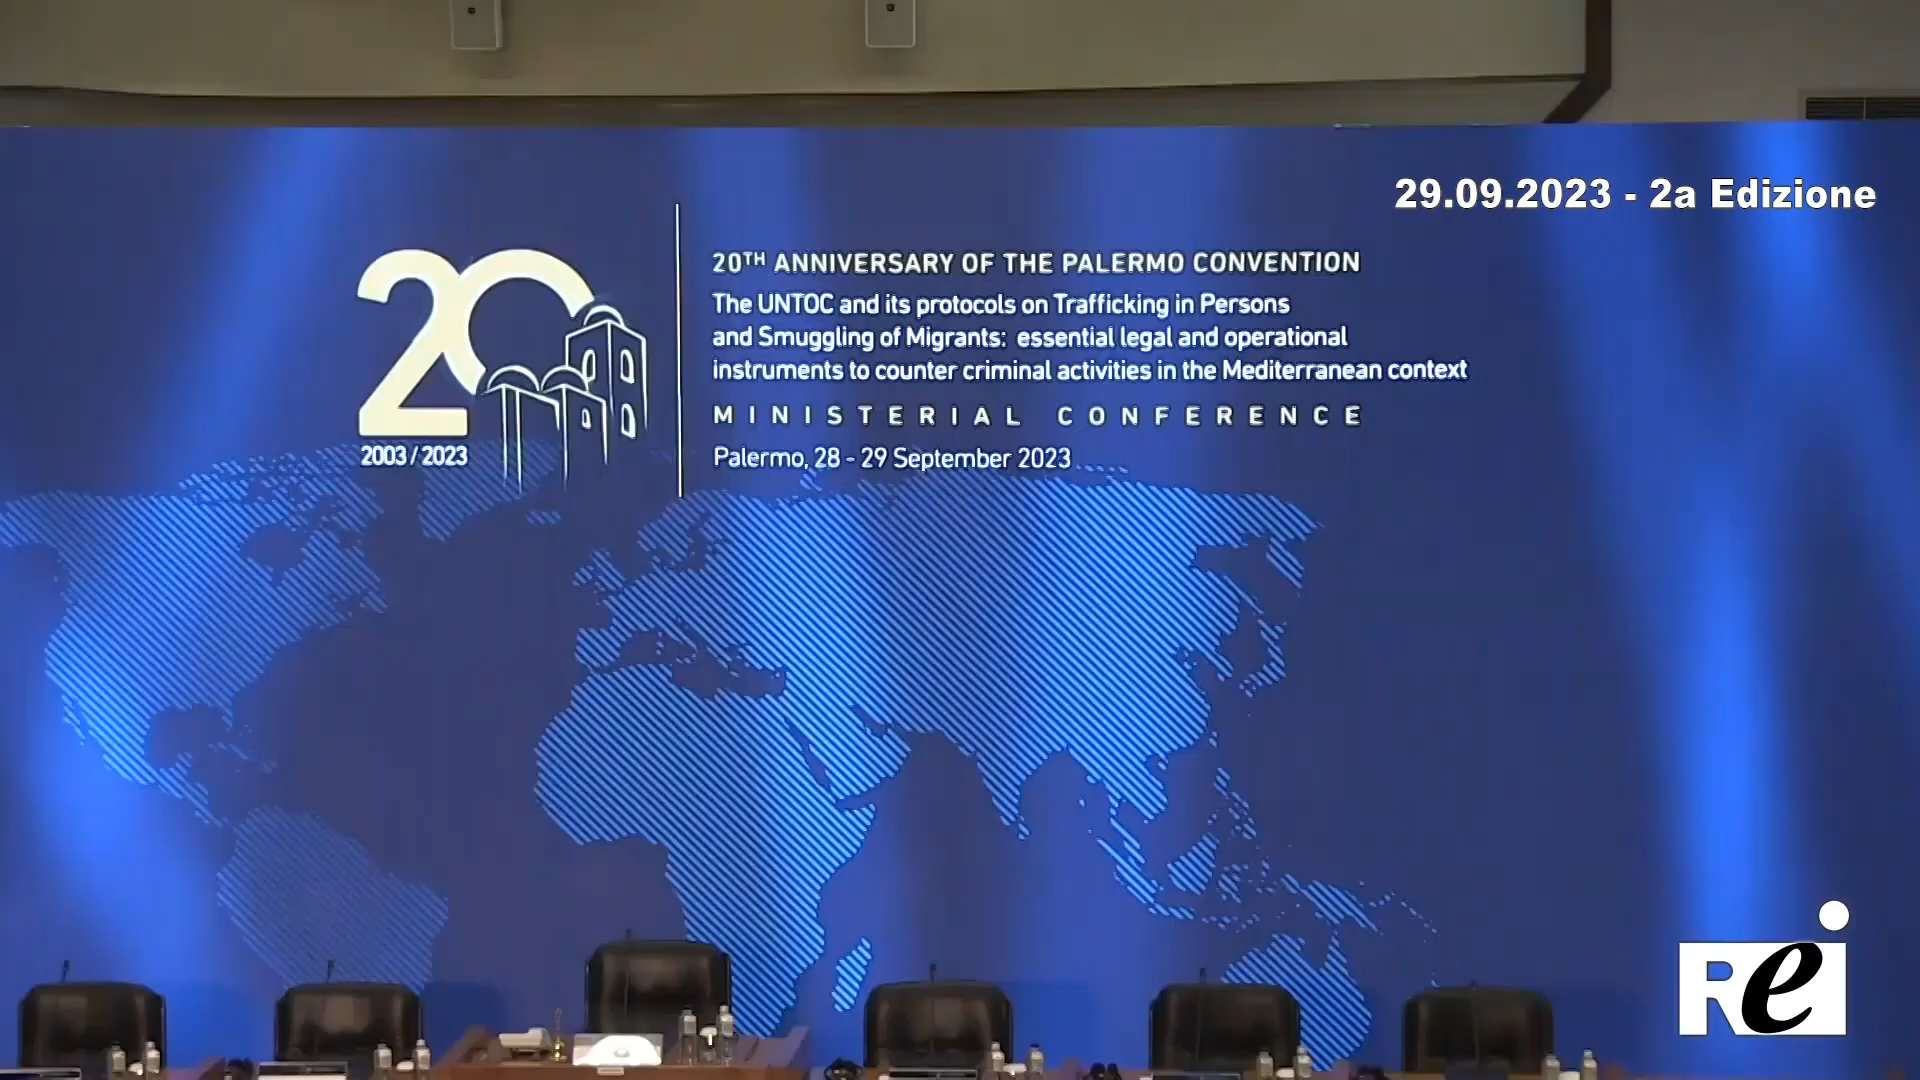 29.09.2023 - 2a Edizione
20
2003 / 2023
20TH ANNIVERSARY OF THE PALERMO CONVENTION
The UNTOC and its protocols on Trafficking in Persons
and Smuggling of Migrants: essential legal and operational
instruments to counter criminal activities in the Mediterranean context
MINISTERIAL CONFERENCE
Palermo, 28 - 29 September 2023
Rei